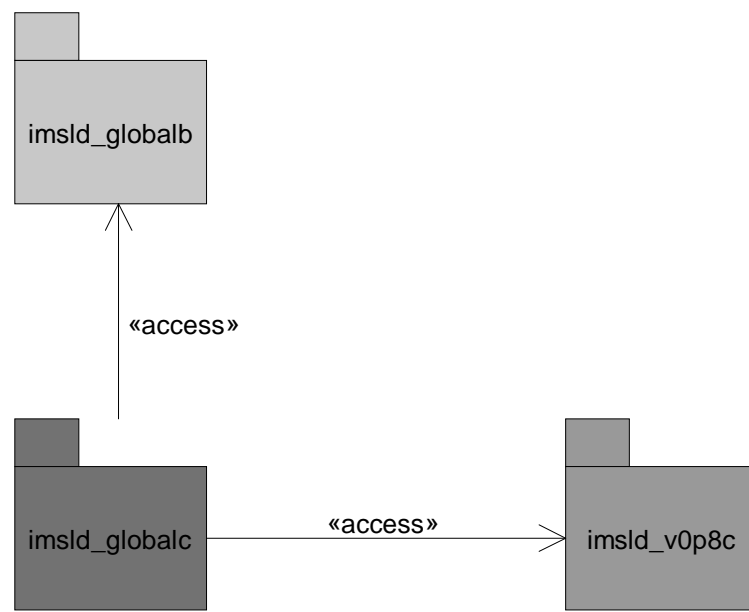 imsld_globalb
«access»
imsld_globalc
«access»
imsld_v0p8c